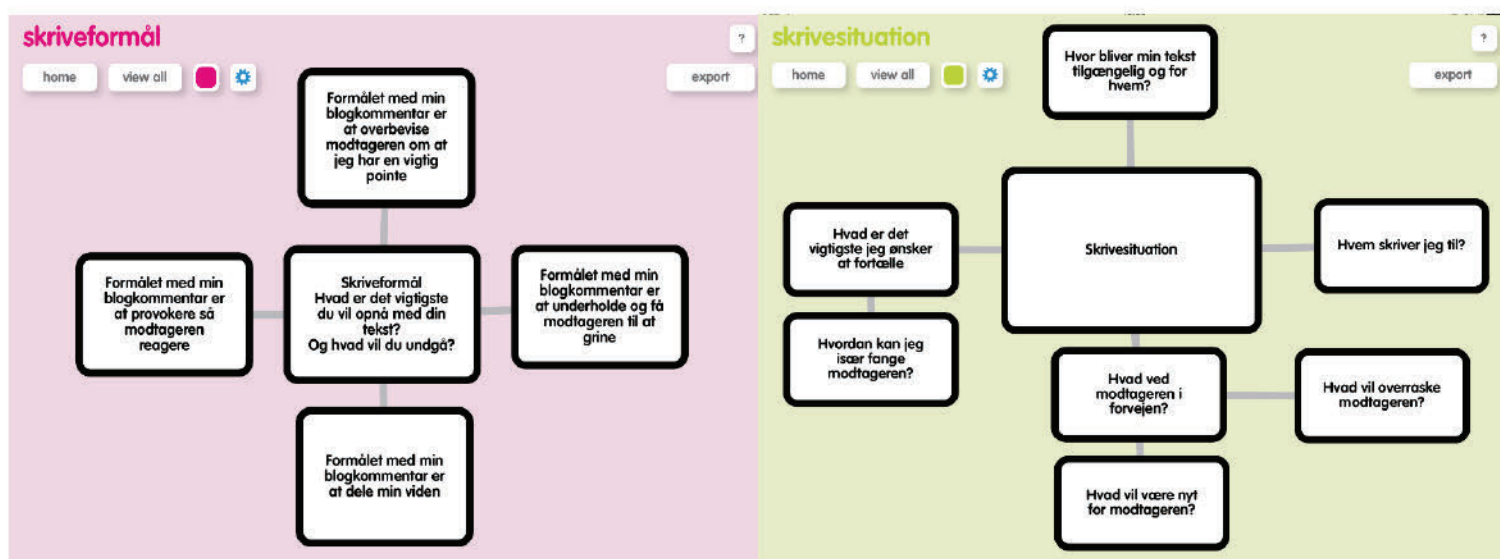 skriveformål
?
home
view all
export
Formålet med min
blogkommentar er
at overbevise
modtageren om at
jeg har en vigtig
pointe
Formålet med min
blogkommentar er
at provokere så
modtageren
reagere
Skriveformål
Hvad er det vigtigste
du vil opnå med din
tekst?
Og hvad vil du undgå?
Formålet med min
blogkommentar er
at underholde og få
modtageren til at
grine
Formålet med min
blogkommentar er
at dele min viden
skrivesituation
?
home
view all
export
Hvor bliver min tekst
tilgængelig og for
hvem?
Hvad er det
vigtigste jeg ønsker
at fortælle
Skrivesituation
Hvem skriver jeg til?
Hvordan kan jeg
især fange
modtageren?
Hvad ved
modtageren i
forvejen?
Hvad vil overraske
modtageren?
Hvad vil være nyt
for modtageren?